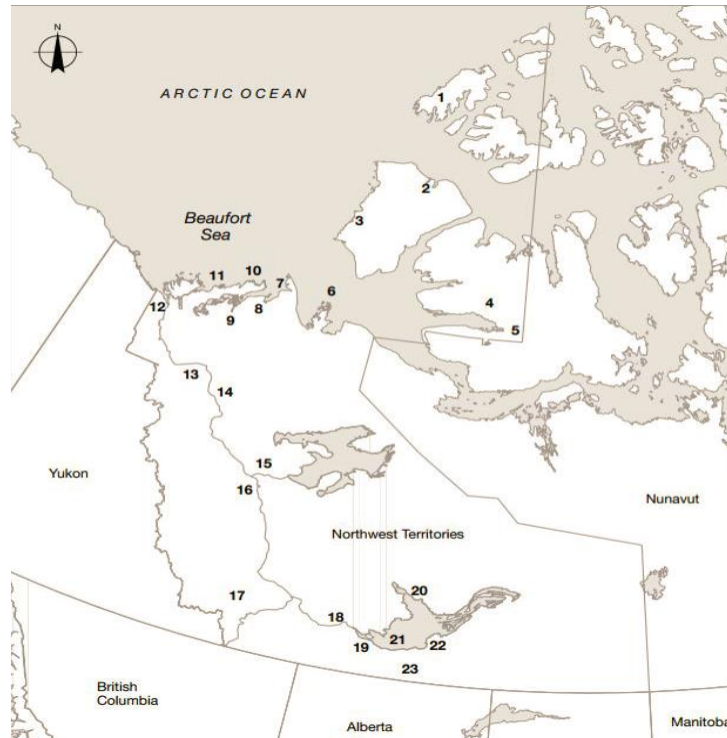 N
ARCTIC OCEAN
1
2
3
Beaufort
Sea
11
10
7
6
12
9
8
4
5
13
14
15
16
Yukon
Nunavut
Northwest Territories
17
20
18
21
19
22
23
British
Columbia
Alberta
Manitoba